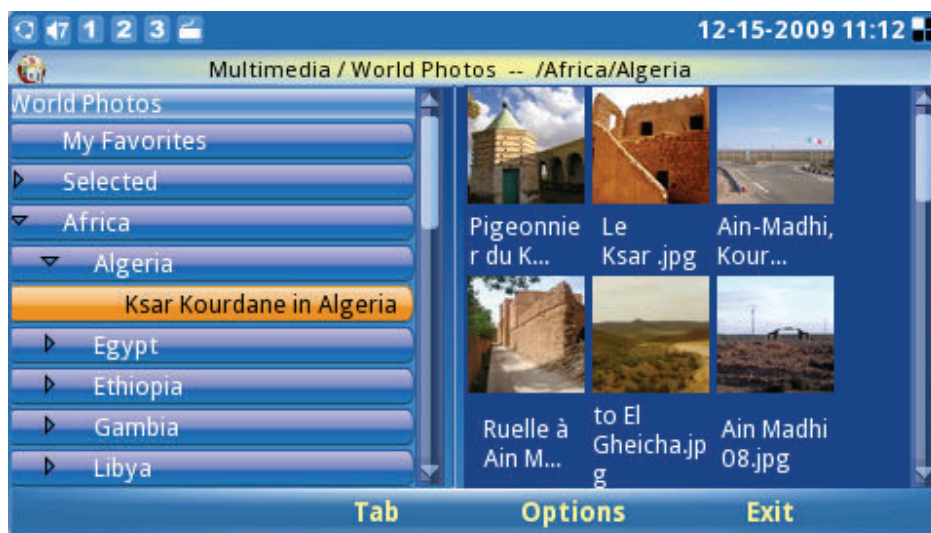 47 1 2 3 12-15-2009 11:12
Multimedia / World Photos -- /Africa/Algeria
World Photos
My Favorites
Selected
Africa
Algeria
Ksar Kourdane in Algeria
Egypt
Ethiopia
Gambia
Libya
Pigeonnie
r du K...
Le
Ksar .jpg
Ain-Madhi,
Kour...
Ruelle à
Ain M...
to El
Gheicha.jp
g
Ain Madhi
08.jpg
Tab Options Exit